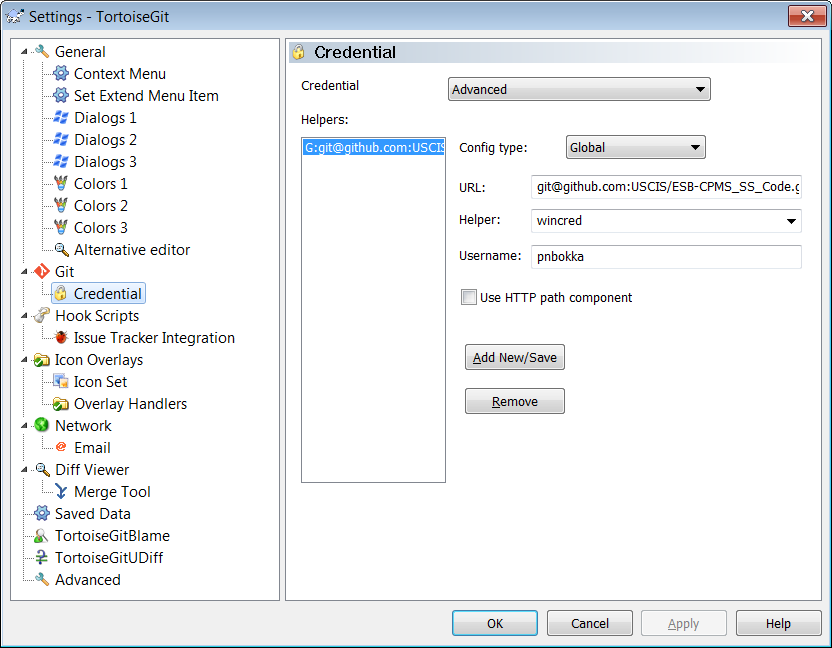 Settings - TortoiseGit
General
Context Menu
Set Extend Menu Item
Dialogs 1
Dialogs 2
Dialogs 3
Colors 1
Colors 2
Colors 3
Alternative editor
Git
Credential
Hook Scripts
Issue Tracker Integration
Icon Overlays
Icon Set
Overlay Handlers
Network
Email
Diff Viewer
Merge Tool
Saved Data
TortoiseGitBlame
TortoiseGitUDiff
Advanced
Credential
Credential Advanced
Helpers:
G:git@github.com:USCIS
Config type: Global
URL: git@github.com:USCIS/ESB-CPMS_SS_Code.g
Helper: wincred
Username: pnbokka
Use HTTP path component
Add New/Save
Remove
OK Cancel Apply Help